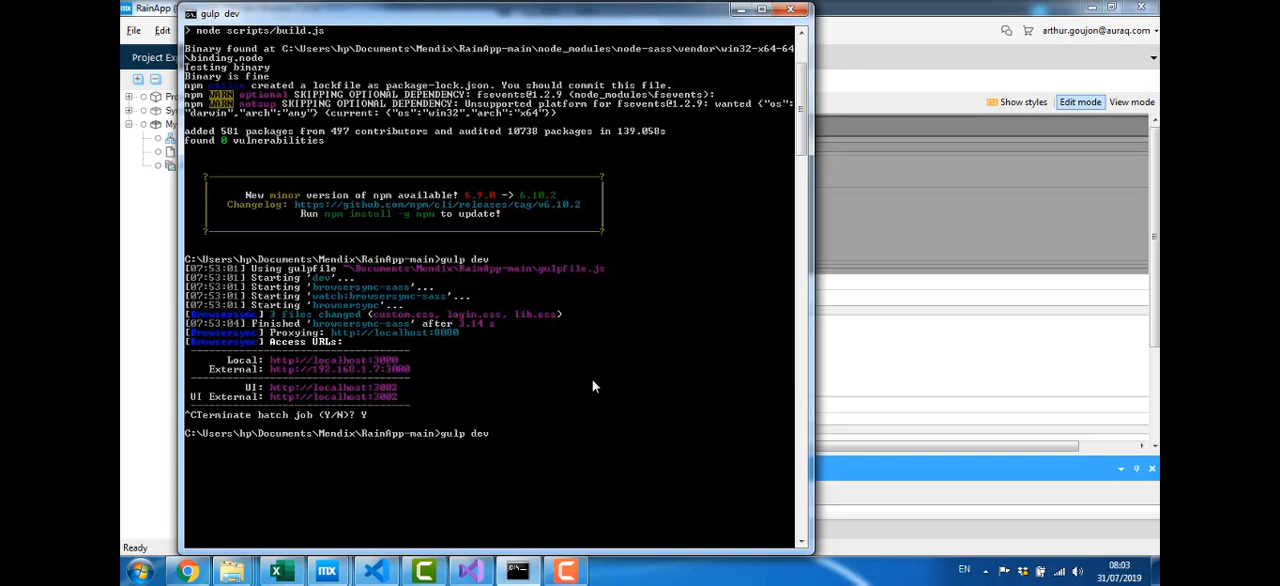 RainApp
gulp dev
File Edit
arthur.goujon@auraq.com
Project Exp
Show styles Edit mode View mode
> node scripts/build.js
Binary found at C:\Users\hp\Documents\Mendix\RainApp-main\node_modules\node-sass\vendor\win32-x64-64
\binding.node
Testing binary
Binary is fine
npm notice created a lockfile as package-lock.json. You should commit this file.
npm WARN optional SKIPPING OPTIONAL DEPENDENCY: fsevents@1.2.9 (node_modules\fsevents):
npm WARN notsup SKIPPING OPTIONAL DEPENDENCY: Unsupported platform for fsevents@1.2.9: wanted {"os":
"darwin","arch":"any"} (current: {"os":"win32","arch":"x64"})
added 581 packages from 497 contributors and audited 10738 packages in 139.058s
found 0 vulnerabilities
New minor version of npm available! 6.9.0 -> 6.10.2
Changelog: https://github.com/npm/cli/releases/tag/v6.10.2
Run npm install -g npm to update!
C:\Users\hp\Documents\Mendix\RainApp-main>gulp dev
[07:53:01] Using gulpfile ~\Documents\Mendix\RainApp-main\gulpfile.js
[07:53:01] Starting 'dev'...
[07:53:01] Starting 'browsersync-sass'...
[07:53:01] Starting 'watch:browsersync-sass'...
[07:53:01] Starting 'browsersync'...
[Browsersync] 3 files changed (custom.css, login.css, lib.css)
[07:53:04] Finished 'browsersync-sass' after 3.14 s
[Browsersync] Proxying: http://localhost:8080
[Browsersync] Access URLs:
Local: http://localhost:3000
External: http://192.168.1.7:3000
UI: http://localhost:3002
UI External: http://localhost:3002
^CTerminate batch job (Y/N)? Y
C:\Users\hp\Documents\Mendix\RainApp-main>gulp dev
Pro
Sy
My
Ready
mx
EN
08:03
31/07/2019